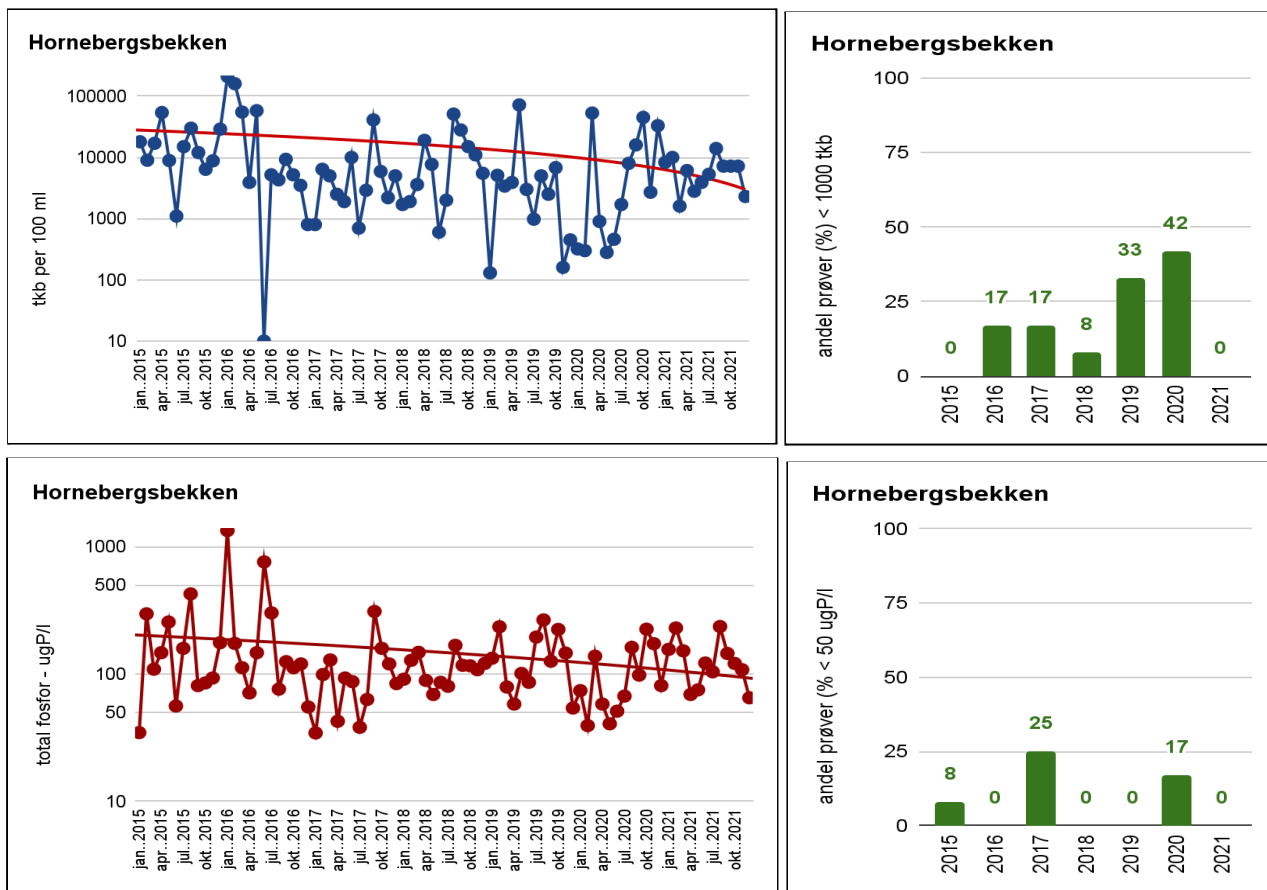 Hornebergsbekken
tkb per 100 ml
100000
10000
1000
100
10
jan..2015
apr..2015
jul..2015
okt..2015
jan..2016
apr..2016
jul..2016
okt..2016
jan..2017
apr..2017
jul..2017
okt..2017
jan..2018
apr..2018
jul..2018
okt..2018
jan..2019
apr..2019
jul..2019
okt..2019
jan..2020
apr..2020
jul..2020
okt..2020
jan..2021
apr..2021
jul..2021
okt..2021
Hornebergsbekken
andel prøver (%) < 1000 tkb
100
75
50
25
0
0
17
17
8
33
42
0
2015
2016
2017
2018
2019
2020
2021
Hornebergsbekken
total fosfor - ugP/l
1000
500
100
50
10
jan..2015
apr..2015
jul..2015
okt..2015
jan..2016
apr..2016
jul..2016
okt..2016
jan..2017
apr..2017
jul..2017
okt..2017
jan..2018
apr..2018
jul..2018
okt..2018
jan..2019
apr..2019
jul..2019
okt..2019
jan..2020
apr..2020
jul..2020
okt..2020
jan..2021
apr..2021
jul..2021
okt..2021
Hornebergsbekken
andel prøver (% < 50 ugP/l
100
75
50
25
0
8
0
25
0
0
17
0
2015
2016
2017
2018
2019
2020
2021